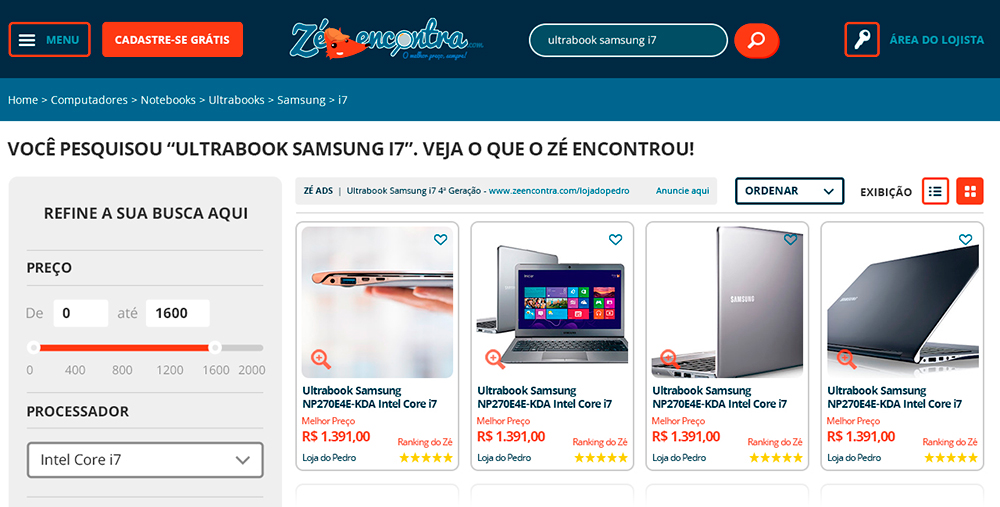 MENU
CADASTRE-SE GRÁTIS
Zé encontra.com
O melhor preço, sempre!
ultrabook samsung i7
ÁREA DO LOJISTA
Home > Computadores > Notebooks > Ultrabooks > Samsung > i7
VOCÊ PESQUISOU “ULTRABOOK SAMSUNG I7”. VEJA O QUE O ZÉ ENCONTROU!
REFINE A SUA BUSCA AQUI
PREÇO
De 0 até 1600
0 400 800 1200 1600 2000
PROCESSADOR
Intel Core i7
ZÉ ADS | Ultrabook Samsung i7 4ª Geração - www.zeencontra.com/lojadopedro Anuncie aqui
ORDENAR
EXIBIÇÃO
Ultrabook Samsung
NP270E4E-KDA Intel Core i7
Melhor Preço
R$ 1.391,00
Ranking do Zé
Loja do Pedro
Ultrabook Samsung
NP270E4E-KDA Intel Core i7
Melhor Preço
R$ 1.391,00
Ranking do Zé
Loja do Pedro
SAMSUNG
Ultrabook Samsung
NP270E4E-KDA Intel Core i7
Melhor Preço
R$ 1.391,00
Ranking do Zé
Loja do Pedro
SAMSUNG
Ultrabook Samsung
NP270E4E-KDA Intel Core i7
Melhor Preço
R$ 1.391,00
Ranking do Zé
Loja do Pedro